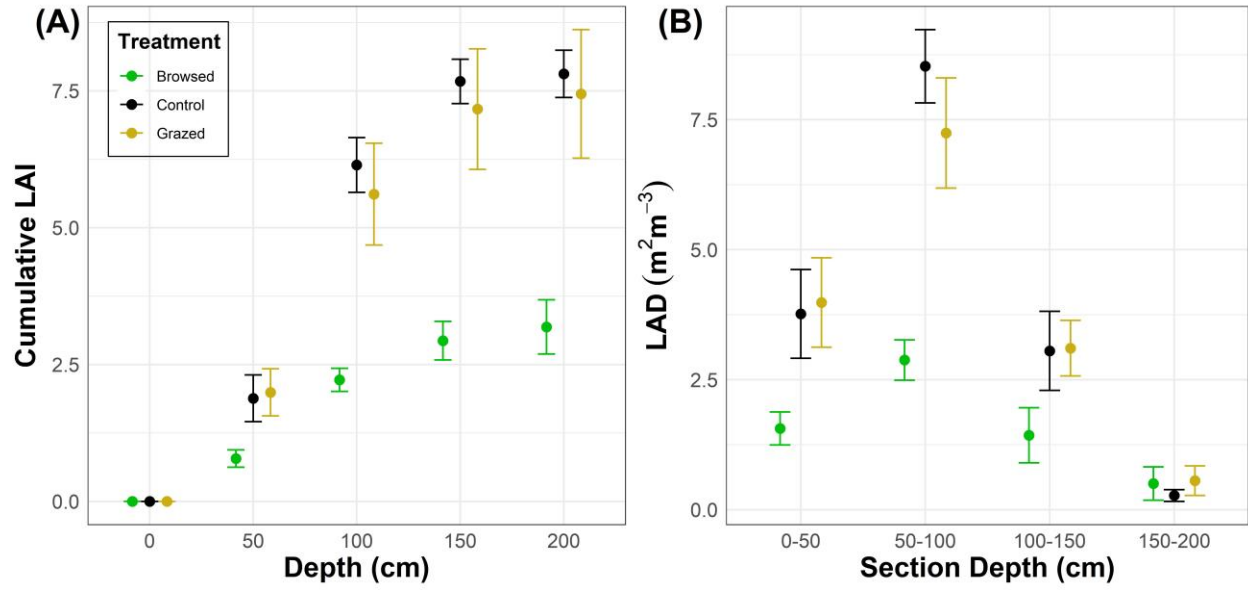 (A)
Treatment
Browsed
Control
Grazed
7.5
5.0
2.5
0.0
Cumulative LAI
0 50 100 150 200
Depth (cm)
(B)
7.5
5.0
2.5
0.0
LAD (m²m⁻³)
0-50 50-100 100-150 150-200
Section Depth (cm)